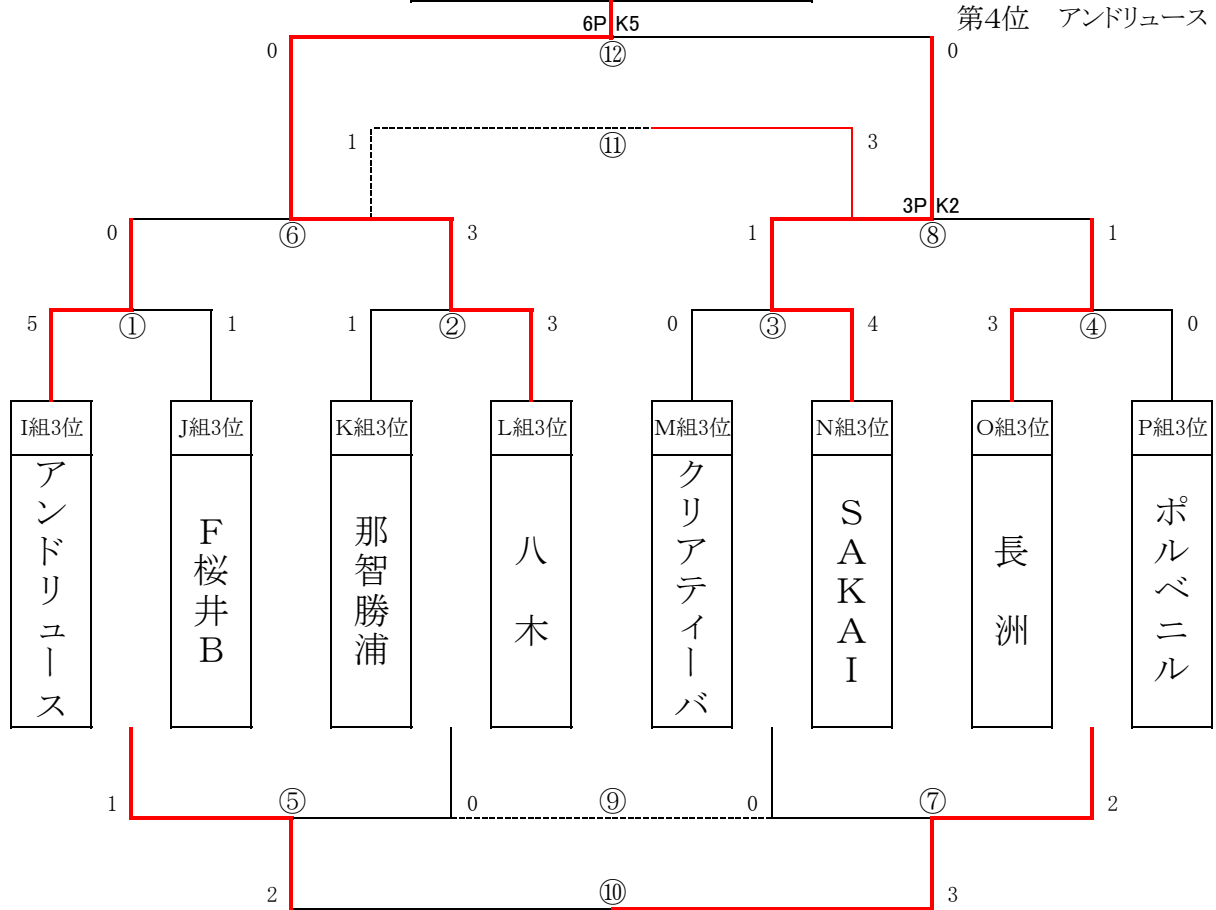 第4位 アンドリュース
6P K5
0 ⑫ 0
1 ⑪ 3
3P K2
0 ⑥ 3 1 ⑧ 1
5 ① 1 1 ② 3 0 ③ 4 3 ④ 0
I組3位 J組3位 K組3位 L組3位 M組3位 N組3位 O組3位 P組3位
アンドリュース
F桜井B
那智勝浦
八木
クリアティーバ
SAKAI
長洲
ポルベニル
1 ⑤ 0 ⑨ 0 ⑦ 2
2 ⑩ 3